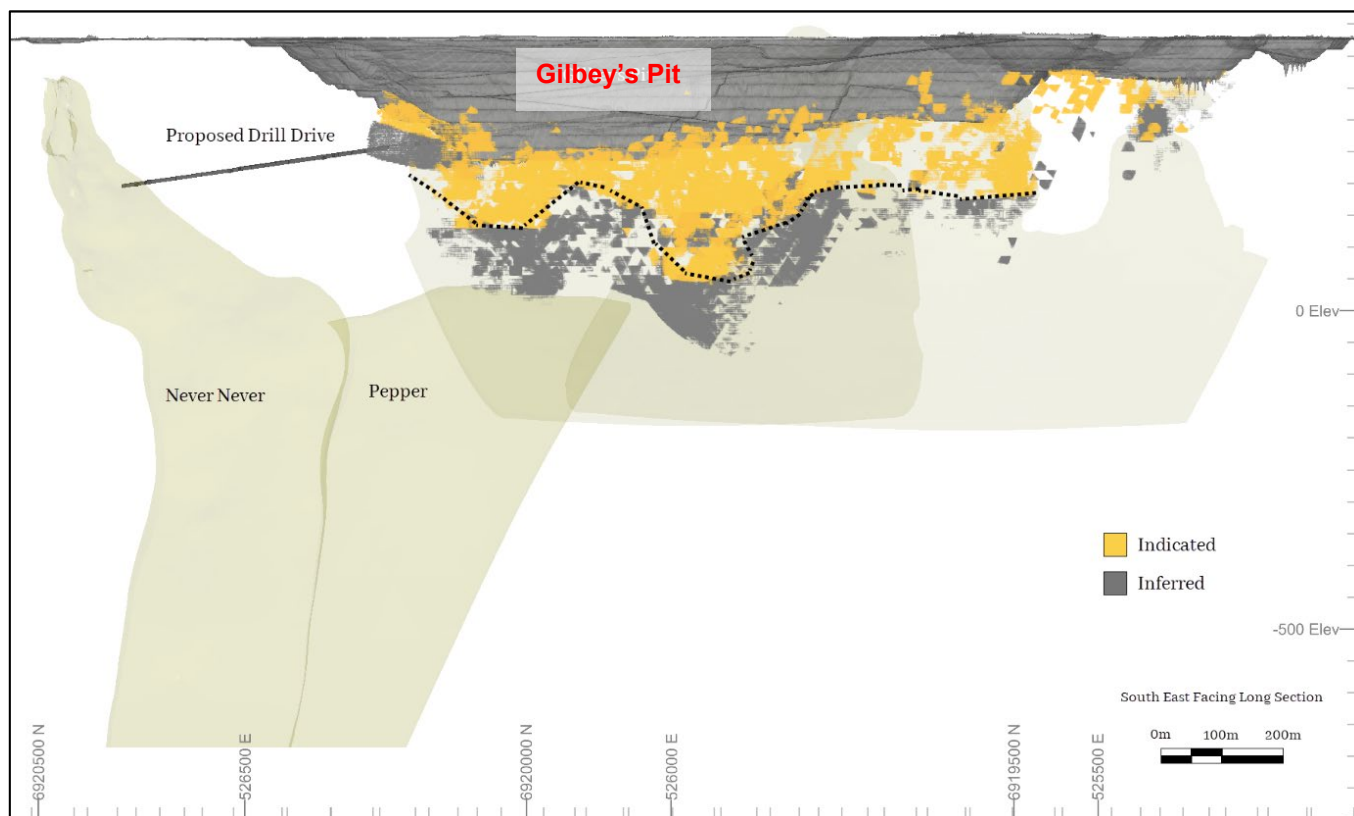 Gilbey's Pit
Proposed Drill Drive
0 Elev
Never Never
Pepper
Indicated
Inferred
-500 Elev
South East Facing Long Section
0m 100m 200m
6920500 N
526500 E
6920000 N
526000 E
6919500 N
525500 E